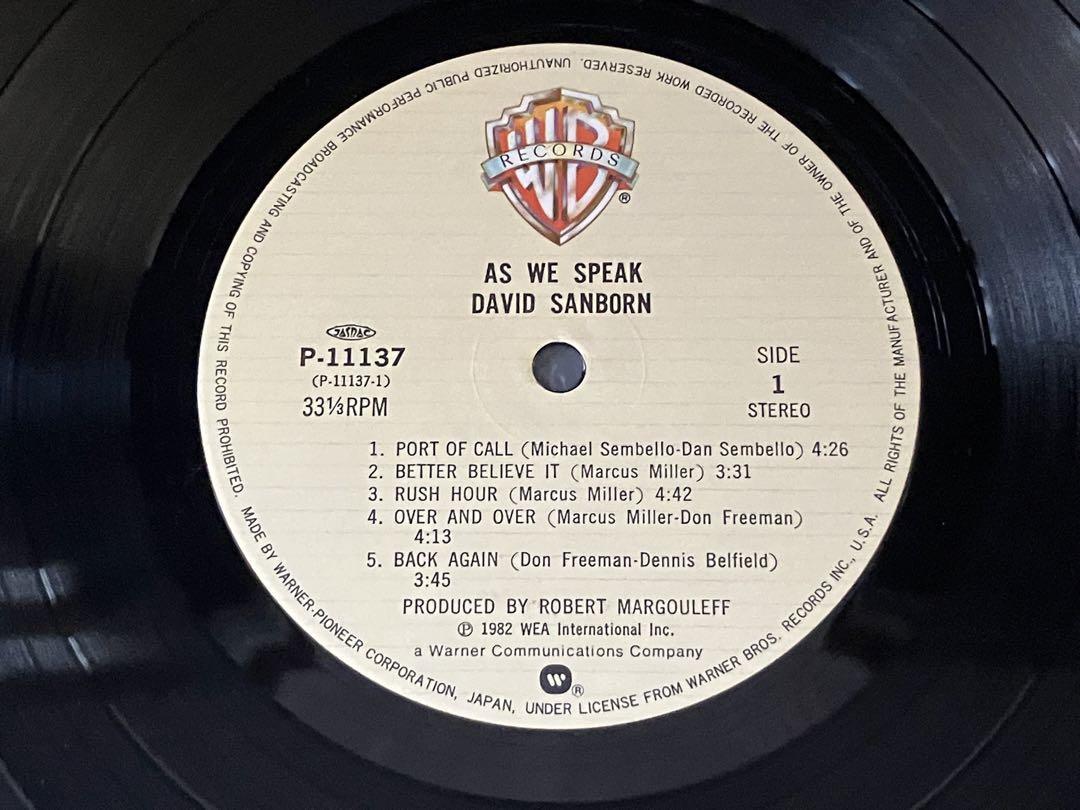 WB
RECORDS
®
AS WE SPEAK
DAVID SANBORN
JASRAC
P-11137
(P-11137-1)
33⅓RPM
SIDE
1
STEREO
1. PORT OF CALL (Michael Sembello-Dan Sembello) 4:26
2. BETTER BELIEVE IT (Marcus Miller) 3:31
3. RUSH HOUR (Marcus Miller) 4:42
4. OVER AND OVER (Marcus Miller-Don Freeman)
4:13
5. BACK AGAIN (Don Freeman-Dennis Belfield)
3:45
PRODUCED BY ROBERT MARGOULEFF
℗ 1982 WEA International Inc.
a Warner Communications Company
W®
MADE BY WARNER-PIONEER CORPORATION, JAPAN, UNDER LICENSE FROM WARNER BROS. RECORDS INC., U.S.A. ALL RIGHTS OF THE MANUFACTURER AND OF THE OWNER OF THE RECORDED WORK RESERVED. UNAUTHORIZED PUBLIC PERFORMANCE BROADCASTING AND COPYING OF THIS RECORD PROHIBITED.